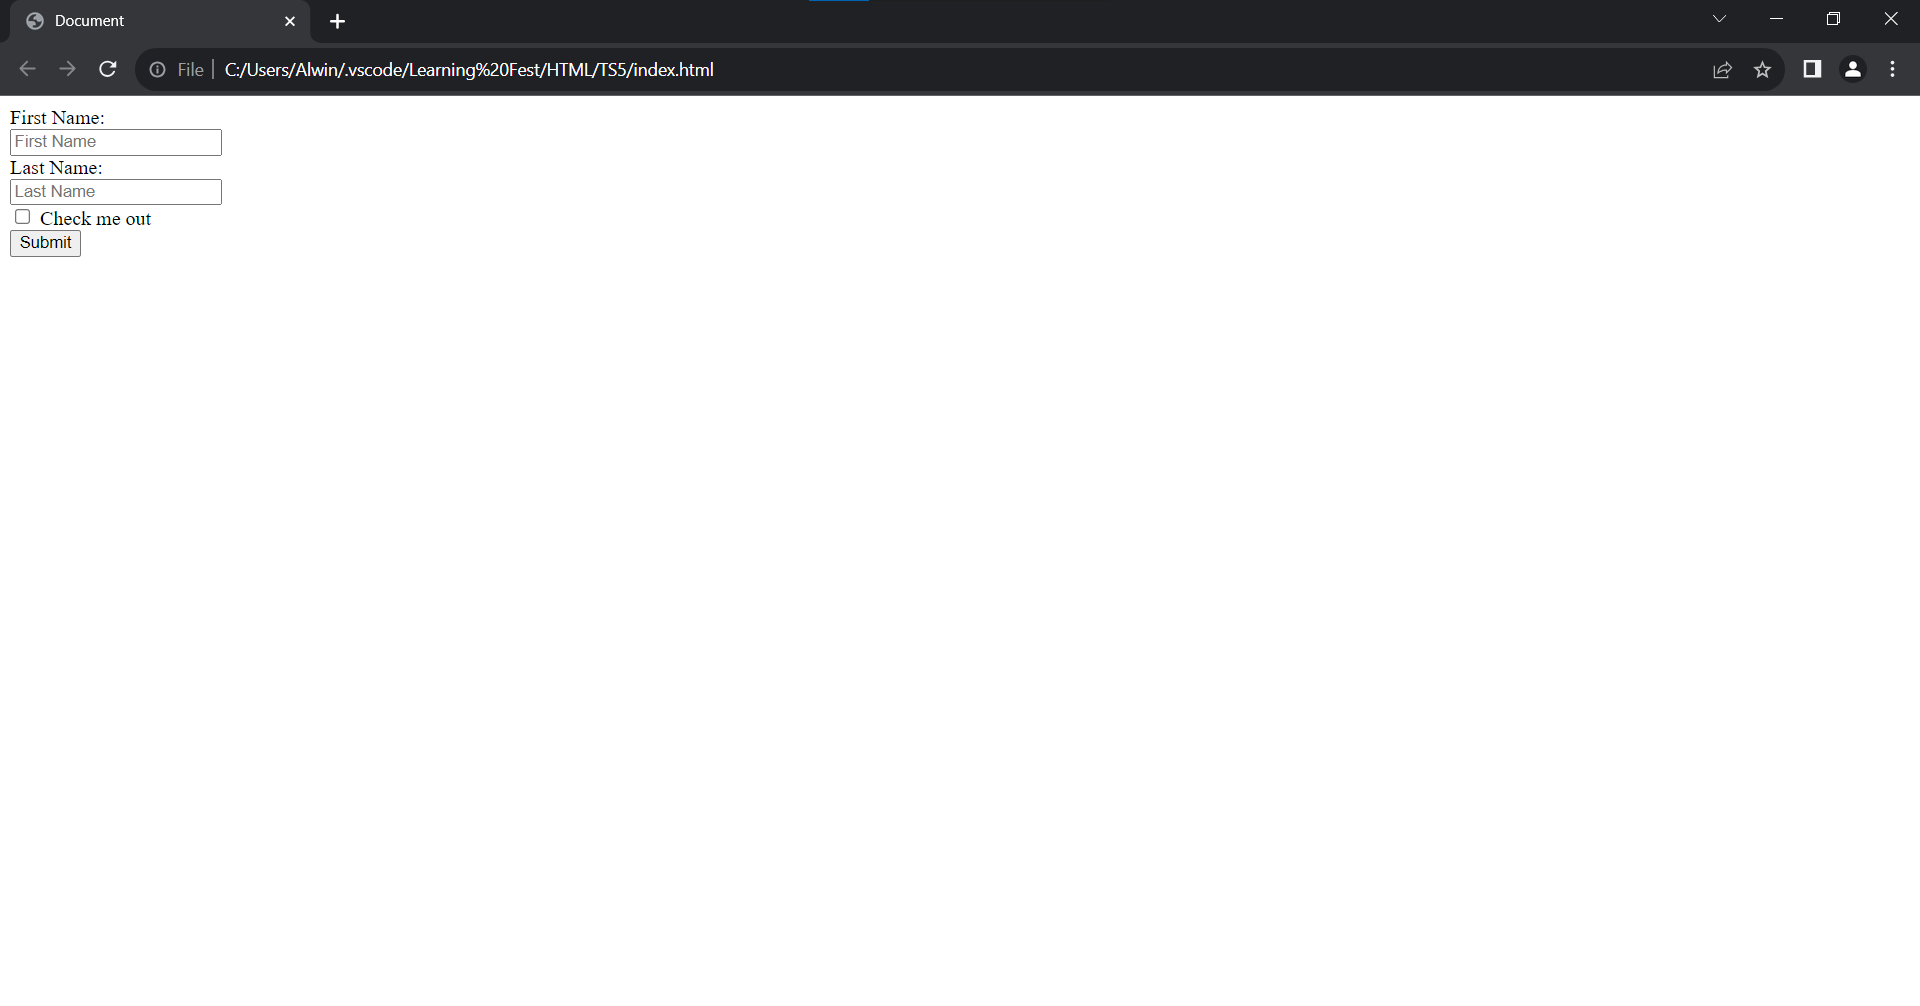 Document
File
C:/Users/Alwin/.vscode/Learning%20Fest/HTML/TS5/index.html
First Name:
First Name
Last Name:
Last Name
Check me out
Submit